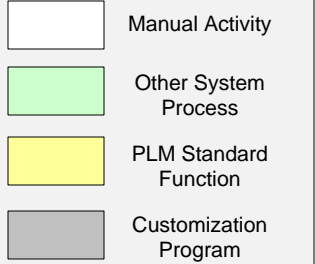 Manual Activity
Other System
Process
PLM Standard
Function
Customization
Program